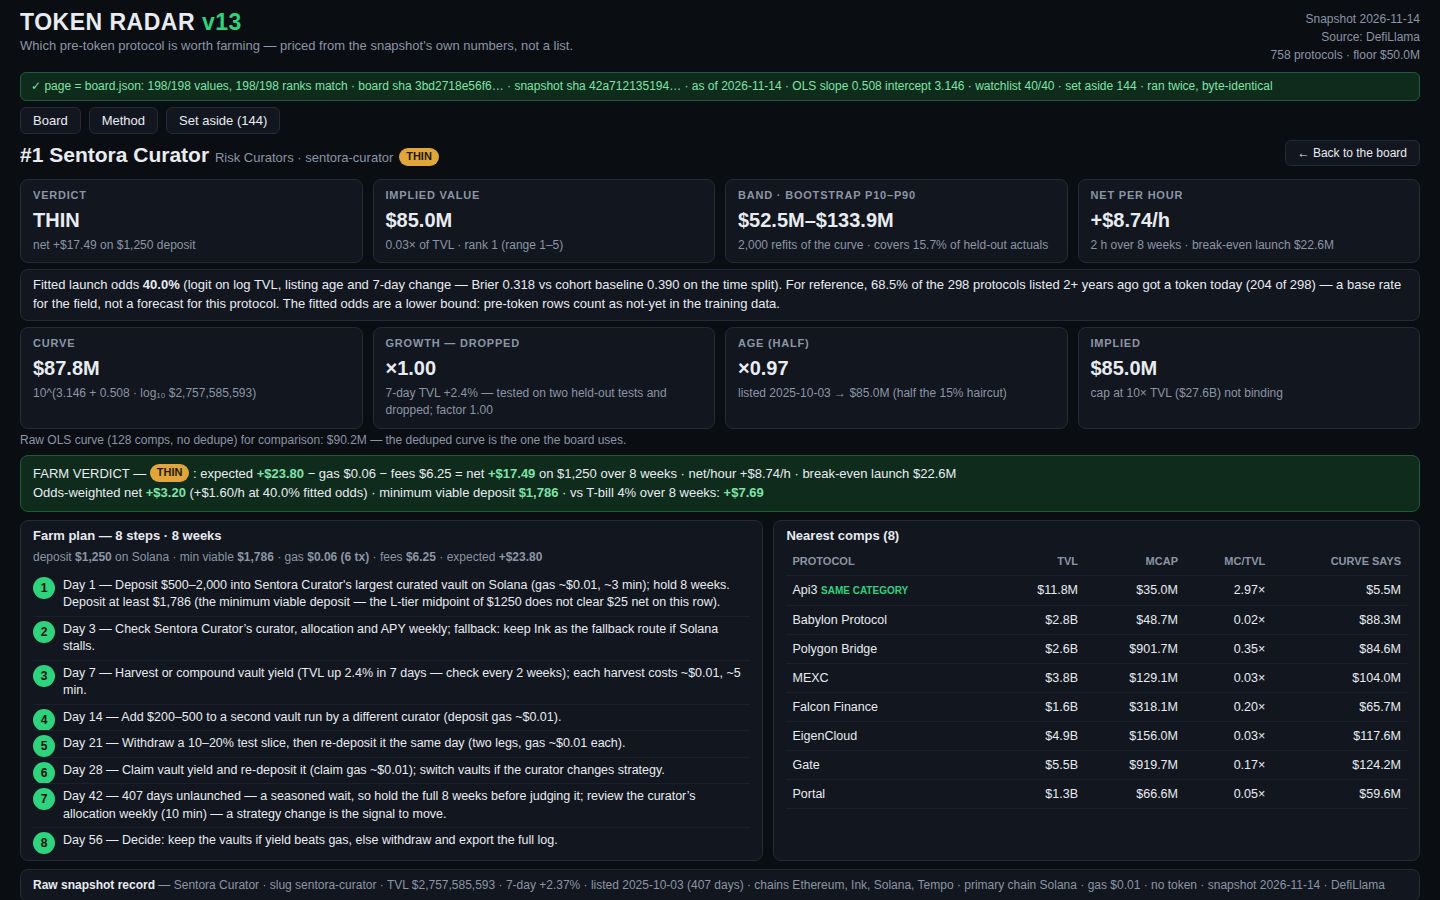 TOKEN RADAR v13
Which pre-token protocol is worth farming — priced from the snapshot's own numbers, not a list.
Snapshot 2026-11-14
Source: DefiLlama
758 protocols · floor $50.0M
✓ page = board.json: 198/198 values, 198/198 ranks match · board sha 3bd2718e56f6… · snapshot sha 42a712135194… · as of 2026-11-14 · OLS slope 0.508 intercept 3.146 · watchlist 40/40 · set aside 144 · ran twice, byte-identical
Board
Method
Set aside (144)
#1 Sentora Curator Risk Curators · sentora-curator THIN
← Back to the board
VERDICT
THIN
net +$17.49 on $1,250 deposit
IMPLIED VALUE
$85.0M
0.03× of TVL · rank 1 (range 1–5)
BAND · BOOTSTRAP P10–P90
$52.5M–$133.9M
2,000 refits of the curve · covers 15.7% of held-out actuals
NET PER HOUR
+$8.74/h
2 h over 8 weeks · break-even launch $22.6M
Fitted launch odds 40.0% (logit on log TVL, listing age and 7-day change — Brier 0.318 vs cohort baseline 0.390 on the time split). For reference, 68.5% of the 298 protocols listed 2+ years ago got a token today (204 of 298) — a base rate
for the field, not a forecast for this protocol. The fitted odds are a lower bound: pre-token rows count as not-yet in the training data.
CURVE
$87.8M
10^(3.146 + 0.508 · log₁₀ $2,757,585,593)
GROWTH — DROPPED
×1.00
7-day TVL +2.4% — tested on two held-out tests and
dropped; factor 1.00
AGE (HALF)
×0.97
listed 2025-10-03 → $85.0M (half the 15% haircut)
IMPLIED
$85.0M
cap at 10× TVL ($27.6B) not binding
Raw OLS curve (128 comps, no dedupe) for comparison: $90.2M — the deduped curve is the one the board uses.
FARM VERDICT — THIN : expected +$23.80 − gas $0.06 − fees $6.25 = net +$17.49 on $1,250 over 8 weeks · net/hour +$8.74/h · break-even launch $22.6M
Odds-weighted net +$3.20 (+$1.60/h at 40.0% fitted odds) · minimum viable deposit $1,786 · vs T-bill 4% over 8 weeks: +$7.69
Farm plan — 8 steps · 8 weeks
deposit $1,250 on Solana · min viable $1,786 · gas $0.06 (6 tx) · fees $6.25 · expected +$23.80
1 Day 1 — Deposit $500–2,000 into Sentora Curator's largest curated vault on Solana (gas ~$0.01, ~3 min); hold 8 weeks.
Deposit at least $1,786 (the minimum viable deposit — the L-tier midpoint of $1250 does not clear $25 net on this row).
2 Day 3 — Check Sentora Curator’s curator, allocation and APY weekly; fallback: keep Ink as the fallback route if Solana
stalls.
3 Day 7 — Harvest or compound vault yield (TVL up 2.4% in 7 days — check every 2 weeks); each harvest costs ~$0.01, ~5
min.
4 Day 14 — Add $200–500 to a second vault run by a different curator (deposit gas ~$0.01).
5 Day 21 — Withdraw a 10–20% test slice, then re-deposit it the same day (two legs, gas ~$0.01 each).
6 Day 28 — Claim vault yield and re-deposit it (claim gas ~$0.01); switch vaults if the curator changes strategy.
7 Day 42 — 407 days unlaunched — a seasoned wait, so hold the full 8 weeks before judging it; review the curator’s
allocation weekly (10 min) — a strategy change is the signal to move.
8 Day 56 — Decide: keep the vaults if yield beats gas, else withdraw and export the full log.
Nearest comps (8)
PROTOCOL TVL MCAP MC/TVL CURVE SAYS
Api3 SAME CATEGORY $11.8M $35.0M 2.97× $5.5M
Babylon Protocol $2.8B $48.7M 0.02× $88.3M
Polygon Bridge $2.6B $901.7M 0.35× $84.6M
MEXC $3.8B $129.1M 0.03× $104.0M
Falcon Finance $1.6B $318.1M 0.20× $65.7M
EigenCloud $4.9B $156.0M 0.03× $117.6M
Gate $5.5B $919.7M 0.17× $124.2M
Portal $1.3B $66.6M 0.05× $59.6M
Raw snapshot record — Sentora Curator · slug sentora-curator · TVL $2,757,585,593 · 7-day +2.37% · listed 2025-10-03 (407 days) · chains Ethereum, Ink, Solana, Tempo · primary chain Solana · gas $0.01 · no token · snapshot 2026-11-14 · DefiLlama